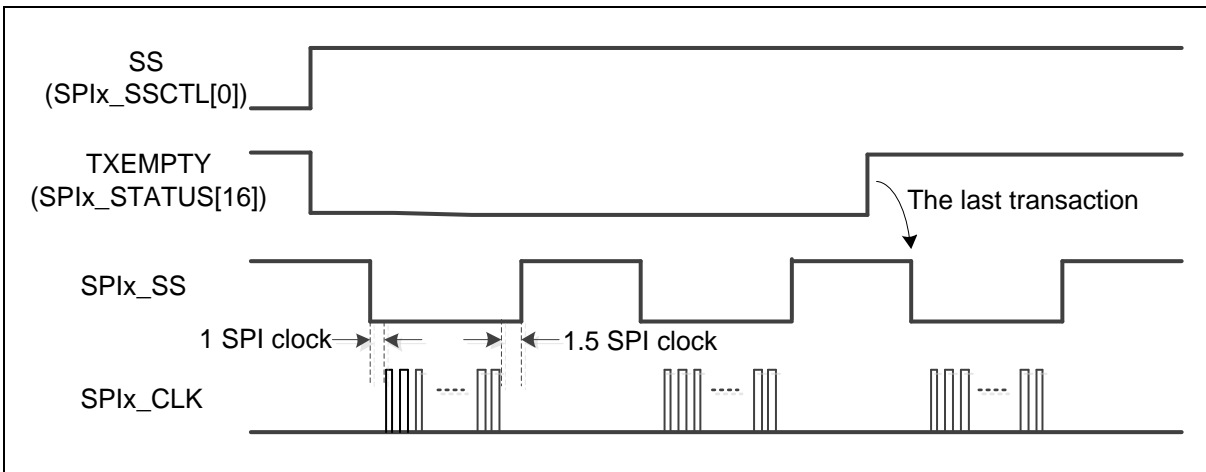 SS
(SPIx_SSCTL[0])
TXEMPTY
(SPIx_STATUS[16])
The last transaction
SPIx_SS
1 SPI clock
1.5 SPI clock
SPIx_CLK